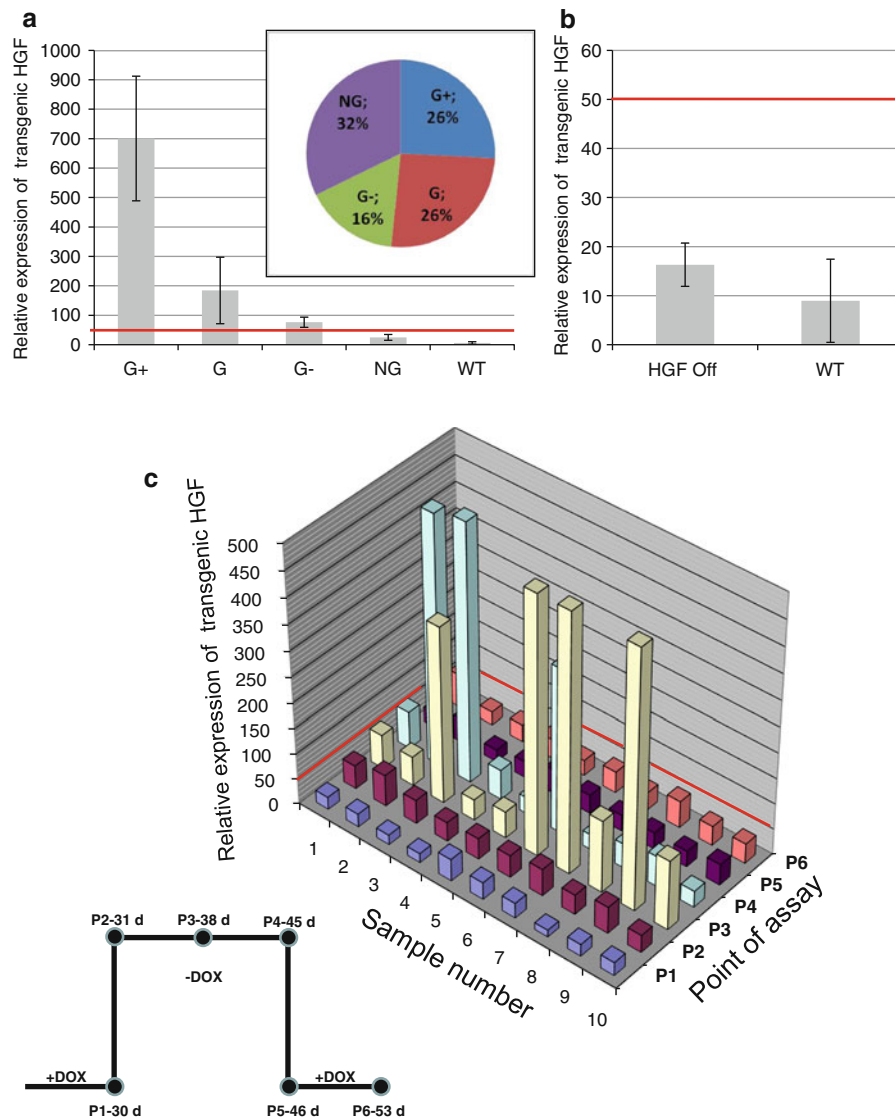 a
Relative expression of transgenic HGF
1000
900
800
700
600
500
400
300
200
100
0
G+
G
G-
NG
WT
NG;
32%
G+;
26%
G-;
16%
G;
26%
b
Relative expression of transgenic HGF
60
50
40
30
20
10
0
HGF Off
WT
c
Relative expression of transgenic HGF
500
450
400
350
300
250
200
150
100
50
0
1
2
3
4
5
6
7
8
9
10
Sample number
P1
P2
P3
P4
P5
P6
Point of assay
P2-31 d
P3-38 d
P4-45 d
-DOX
+DOX
+DOX
P1-30 d
P5-46 d
P6-53 d